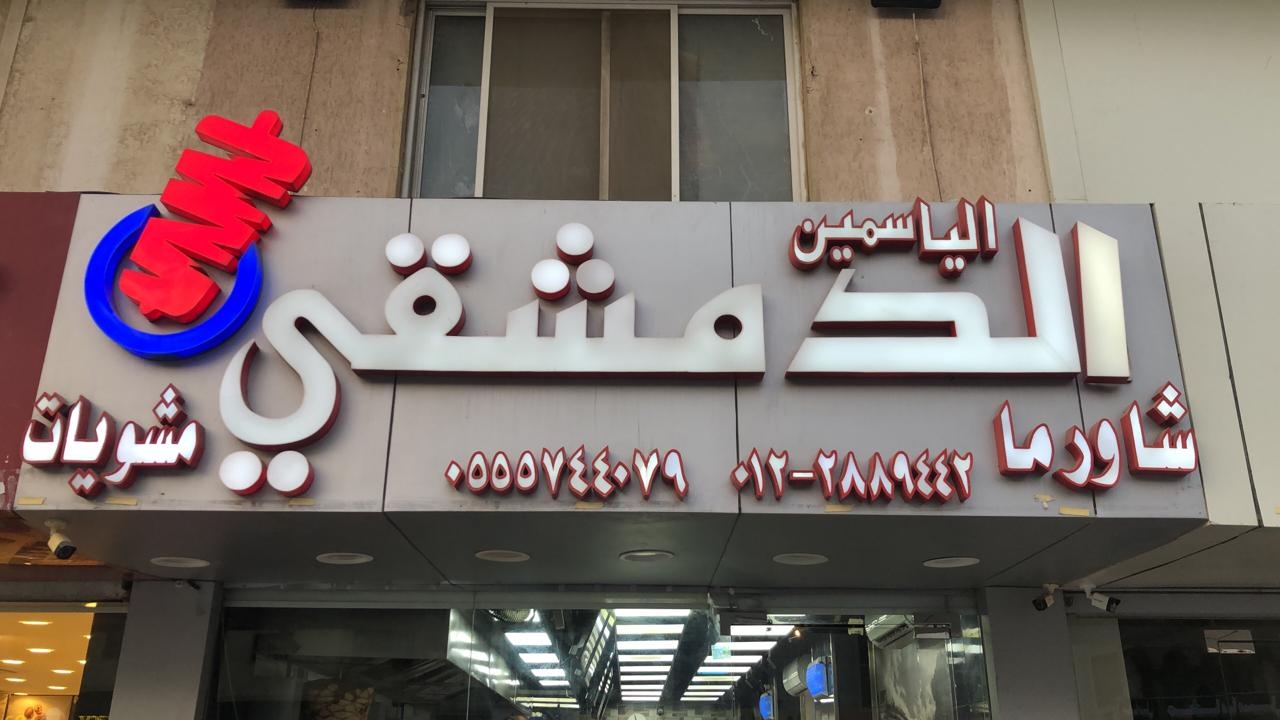 الياسمين
الدمشقي
شاورما
٠١٢-٢٨٨٩٤٤٢
٠٥٥٥٧٤٤٠٧٩
مشويات